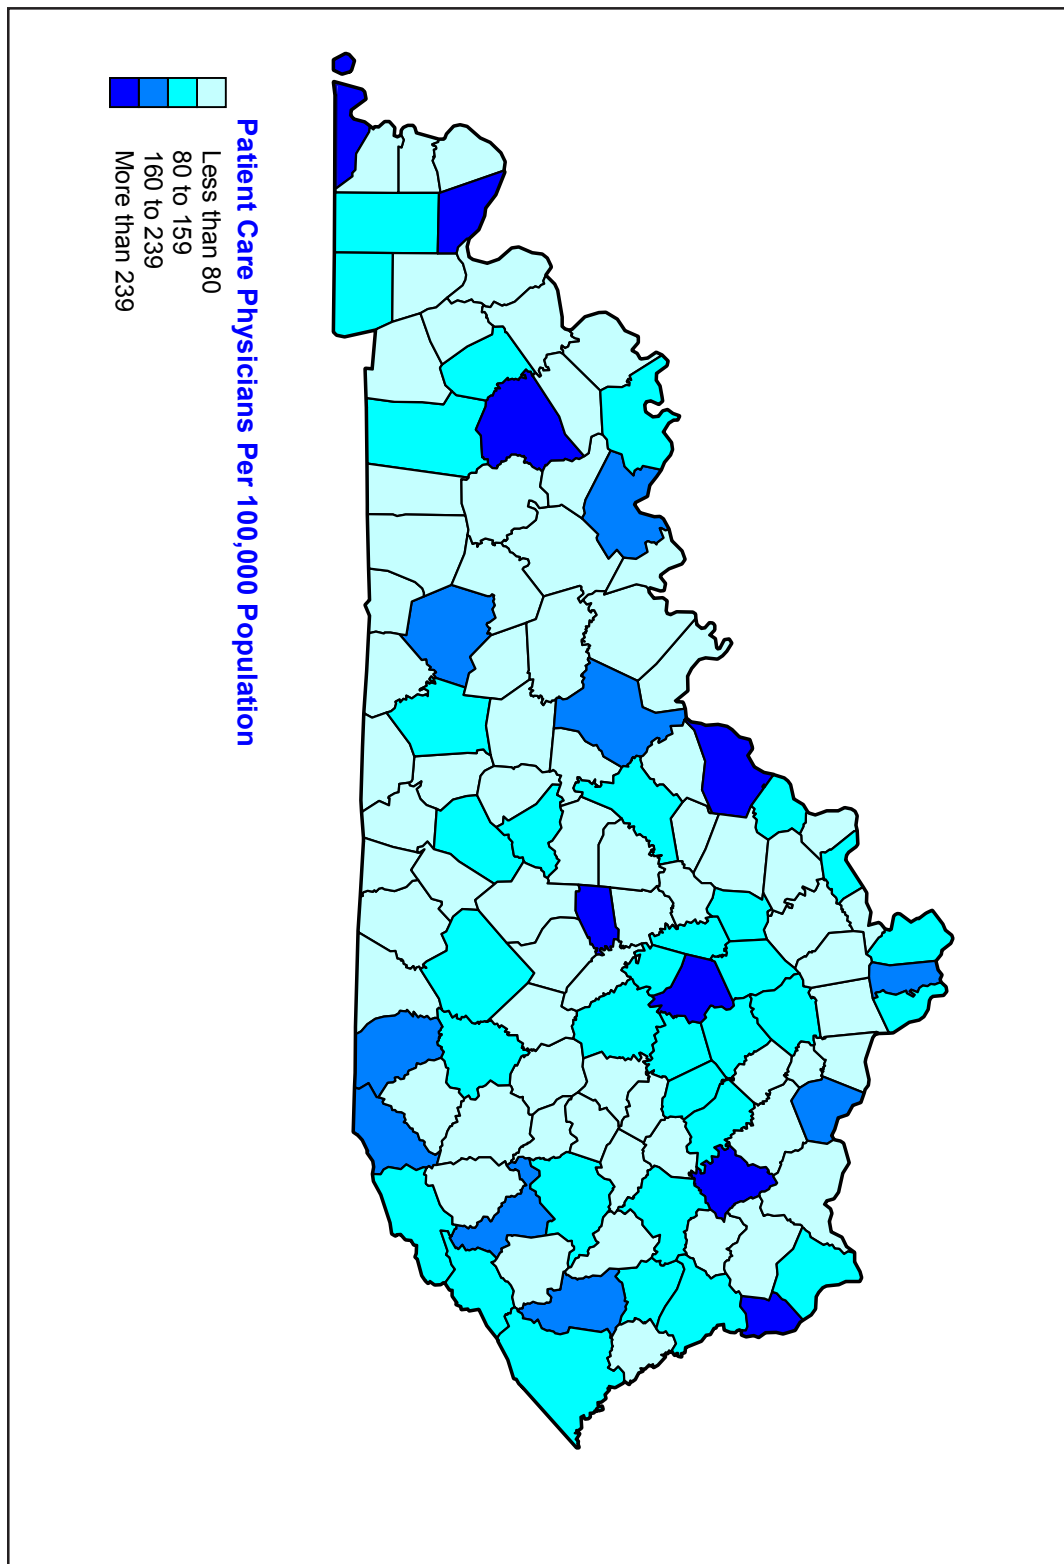 Patient Care Physicians Per 100,000 Population
Less than 80
80 to 159
160 to 239
More than 239